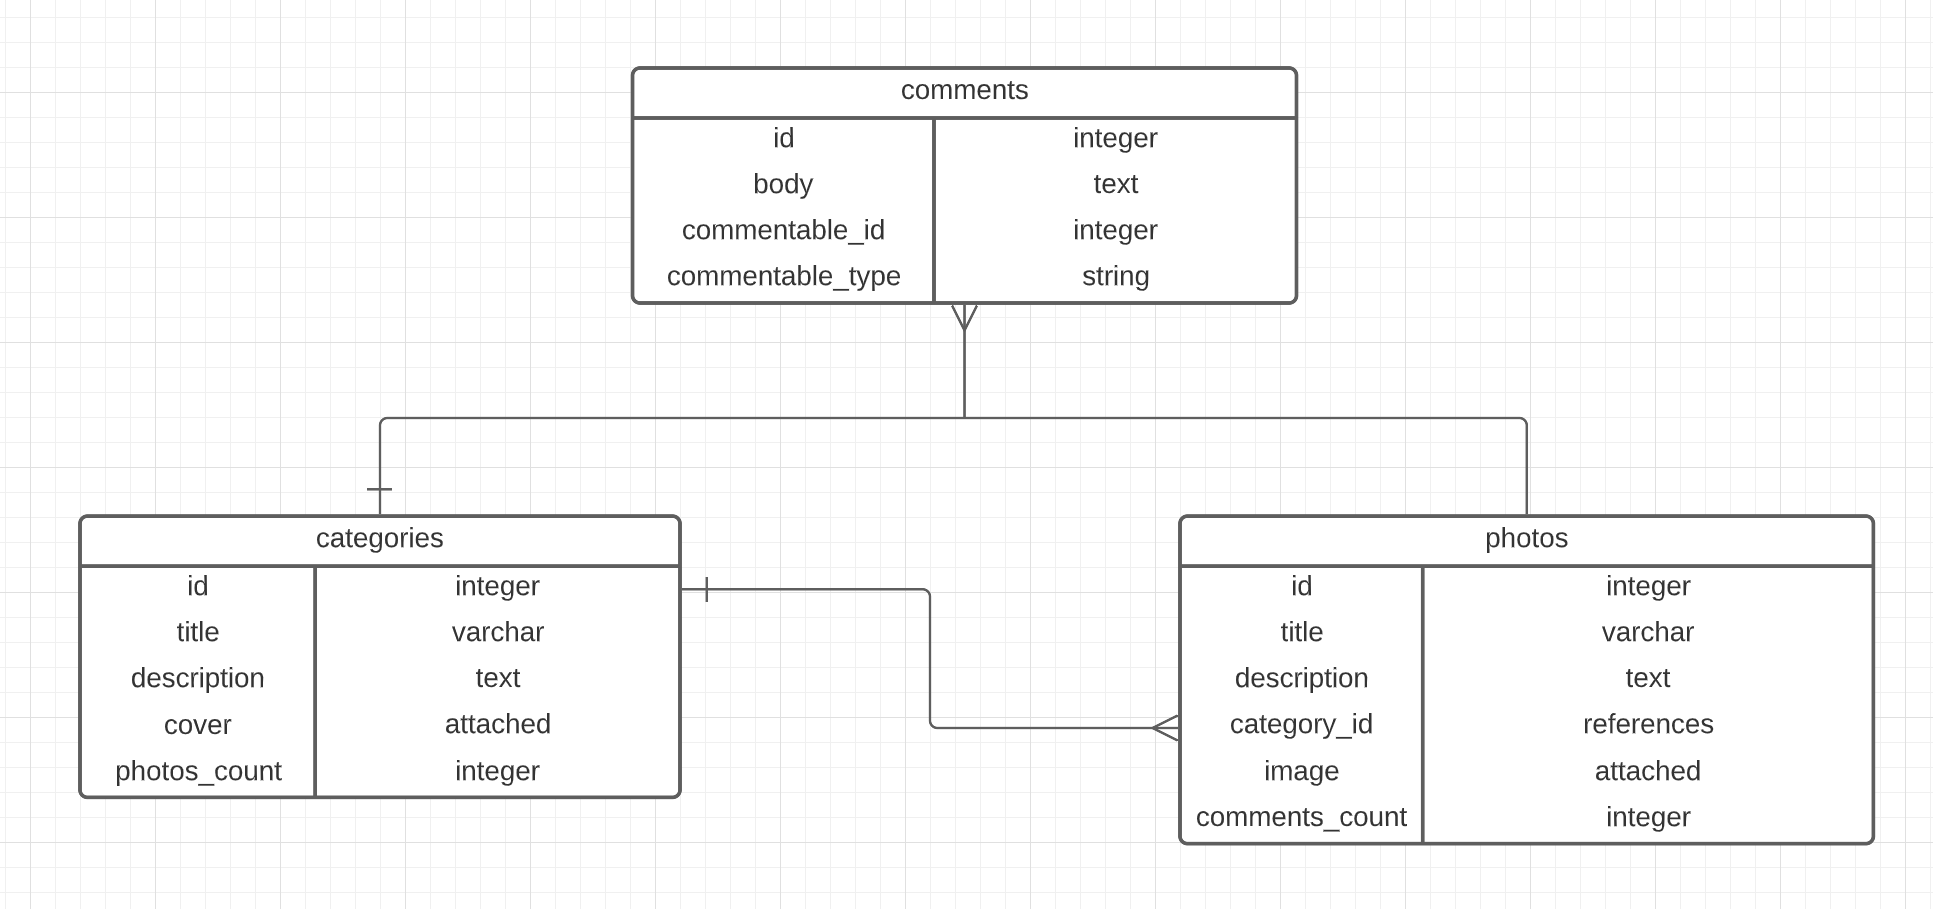 comments
id integer
body text
commentable_id integer
commentable_type string
categories
id integer
title varchar
description text
cover attached
photos_count integer
photos
id integer
title varchar
description text
category_id references
image attached
comments_count integer